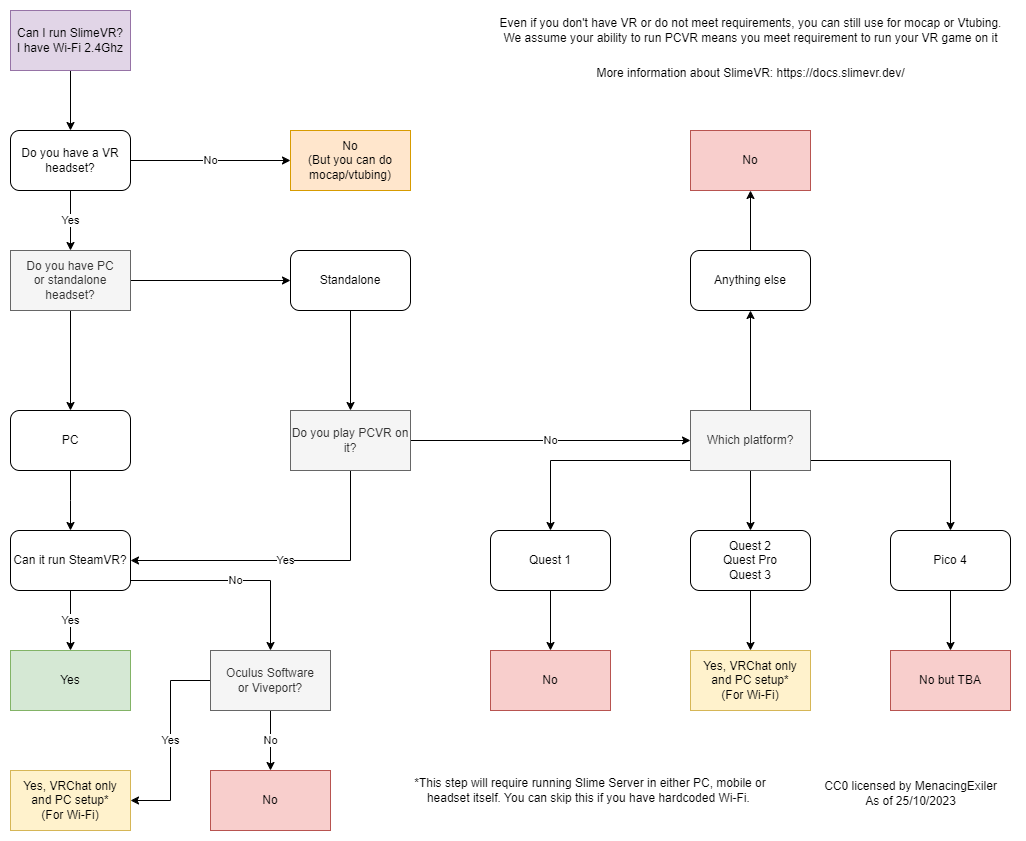 Can I run SlimeVR?
I have Wi-Fi 2.4Ghz
Even if you don't have VR or do not meet requirements, you can still use for mocap or Vtubing.
We assume your ability to run PCVR means you meet requirement to run your VR game on it
More information about SlimeVR: https://docs.slimevr.dev/
Do you have a VR
headset?
No
No
(But you can do
mocap/vtubing)
No
Yes
Do you have PC
or standalone
headset?
Standalone
Anything else
PC
Do you play PCVR on
it?
No
Which platform?
Can it run SteamVR?
Yes
No
Quest 1
Quest 2
Quest Pro
Quest 3
Pico 4
Yes
Yes
Oculus Software
or Viveport?
No
Yes, VRChat only
and PC setup*
(For Wi-Fi)
No but TBA
Yes
No
Yes, VRChat only
and PC setup*
(For Wi-Fi)
No
*This step will require running Slime Server in either PC, mobile or
headset itself. You can skip this if you have hardcoded Wi-Fi.
CC0 licensed by MenacingExiler
As of 25/10/2023